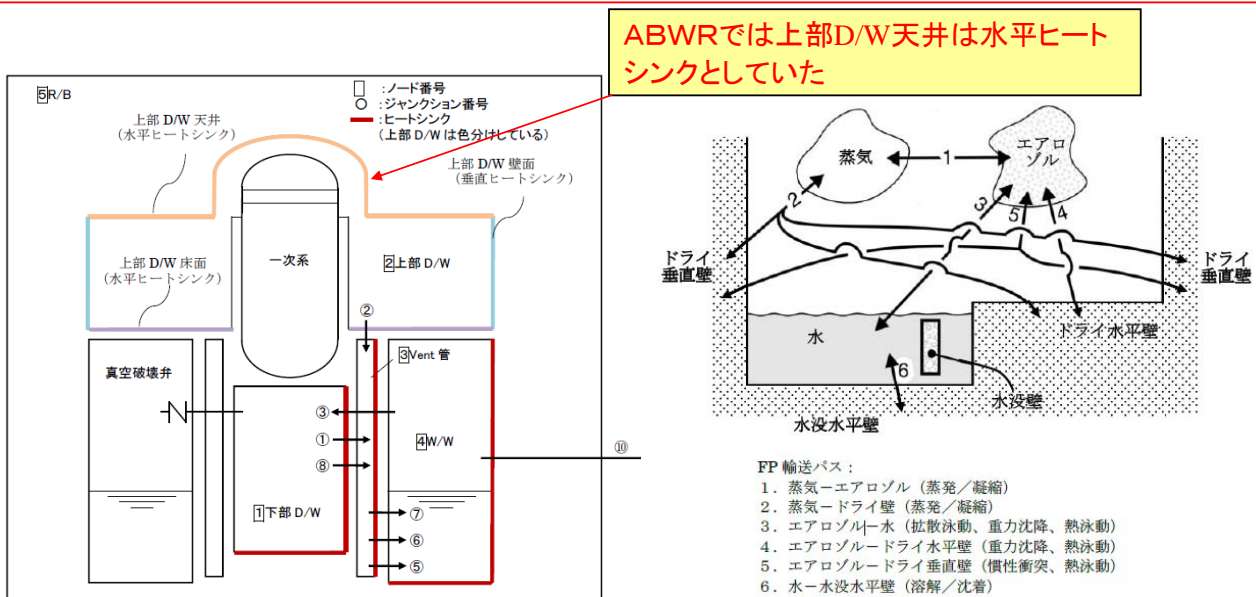 ABWRでは上部D/W天井は水平ヒート
シンクとしていた
5R/B
:ノード番号
:ジャンクション番号
:ヒートシンク
(上部 D/W は色分けしている)
上部 D/W 天井
(水平ヒートシンク)
上部 D/W 壁面
(垂直ヒートシンク)
上部 D/W 床面
(水平ヒートシンク)
一次系
2上部 D/W
②
真空破壊弁
3Vent 管
③
①
⑧
4W/W
⑩
1下部 D/W
⑦
⑥
⑤
蒸気
1
エアロ
ゾル
2
3
5
4
ドライ
垂直壁
ドライ
垂直壁
水
ドライ水平壁
6
水没壁
水没水平壁
FP 輸送パス:
1.蒸気-エアロゾル(蒸発/凝縮)
2.蒸気-ドライ壁(蒸発/凝縮)
3.エアロゾル-水(拡散泳動、重力沈降、熱泳動)
4.エアロゾル-ドライ水平壁(重力沈降、熱泳動)
5.エアロゾル-ドライ垂直壁(慣性衝突、熱泳動)
6.水-水没水平壁(溶解/沈着)